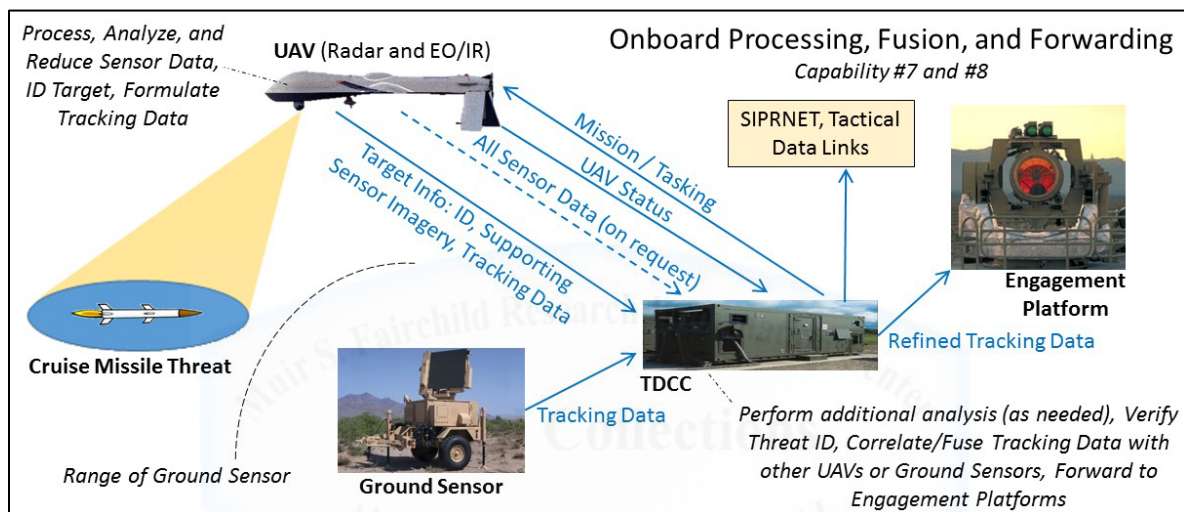 Process, Analyze, and
Reduce Sensor Data,
ID Target, Formulate
Tracking Data
UAV (Radar and EO/IR)
Onboard Processing, Fusion, and Forwarding
Capability #7 and #8
SIPRNET, Tactical
Data Links
Mission / Tasking
UAV Status
All Sensor Data (on request)
Target Info: ID, Supporting
Sensor Imagery, Tracking Data
Engagement
Platform
Cruise Missile Threat
Refined Tracking Data
TDCC
Tracking Data
Range of Ground Sensor
Ground Sensor
Perform additional analysis (as needed), Verify
Threat ID, Correlate/Fuse Tracking Data with
other UAVs or Ground Sensors, Forward to
Engagement Platforms
Muir S. Fairchild Research
Collections